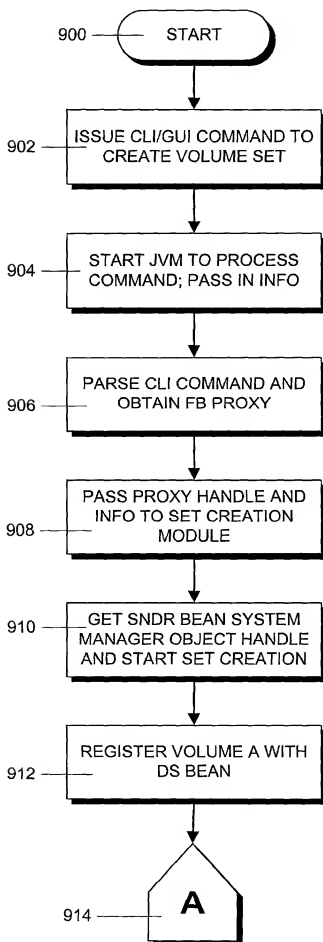 900
START
902
ISSUE CLI/GUI COMMAND TO
CREATE VOLUME SET
904
START JVM TO PROCESS
COMMAND; PASS IN INFO
906
PARSE CLI COMMAND AND
OBTAIN FB PROXY
908
PASS PROXY HANDLE AND
INFO TO SET CREATION
MODULE
910
GET SNDR BEAN SYSTEM
MANAGER OBJECT HANDLE
AND START SET CREATION
912
REGISTER VOLUME A WITH
DS BEAN
914
A